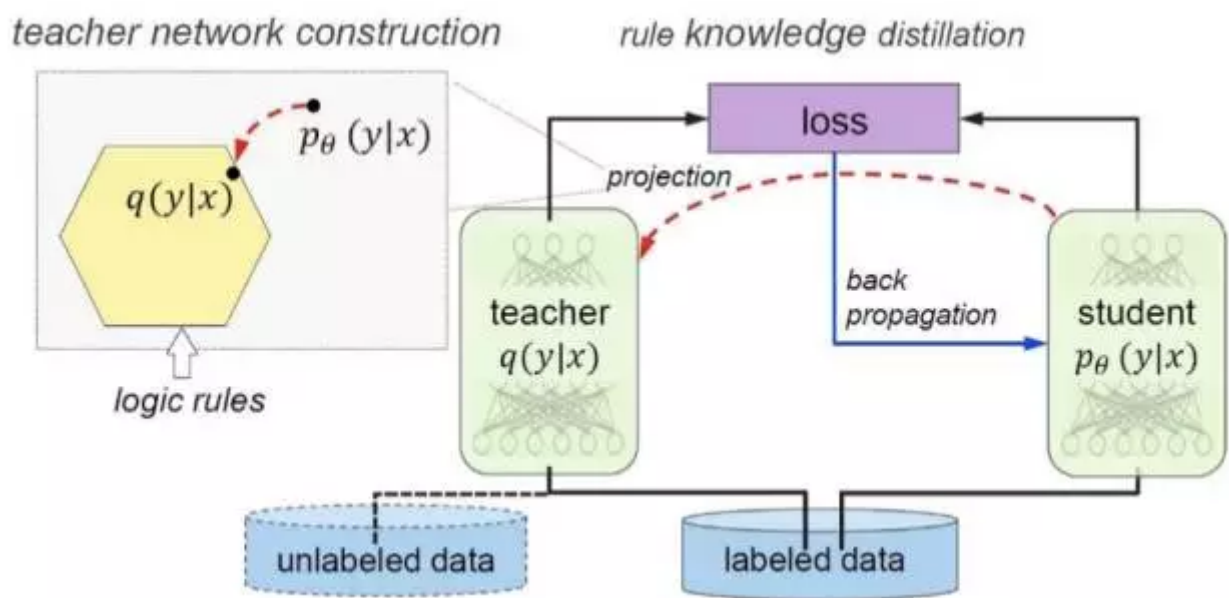 teacher network construction
rule knowledge distillation
loss
pθ (y|x)
q(y|x)
projection
back
propagation
teacher
q(y|x)
student
pθ (y|x)
logic rules
unlabeled data
labeled data